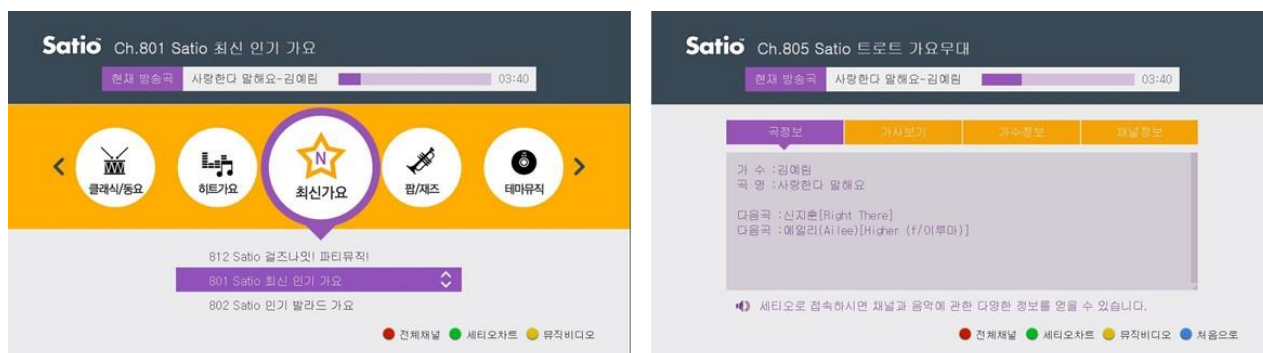 Satio™ Ch.801 Satio 최신 인기 가요
현재 방송곡 사랑한다 말해요-김예림 03:40
클래식/동요
히트가요
N
최신가요
팝/재즈
테마뮤직
812 Satio 걸즈나잇! 파티뮤직!
801 Satio 최신 인기 가요
802 Satio 인기 발라드 가요
전체채널 세티오차트 뮤직비디오
Satio™ Ch.805 Satio 트로트 가요무대
현재 방송곡 사랑한다 말해요-김예림 03:40
곡정보 가사보기 가수정보 채널정보
가 수 :김예림
곡 명 :사랑한다 말해요
다음곡 :신지훈[Right There]
다음곡 :에일리(Ailee)[Higher (f/이루마)]
세티오로 접속하시면 채널과 음악에 관한 다양한 정보를 얻을 수 있습니다.
전체채널 세티오차트 뮤직비디오 처음으로